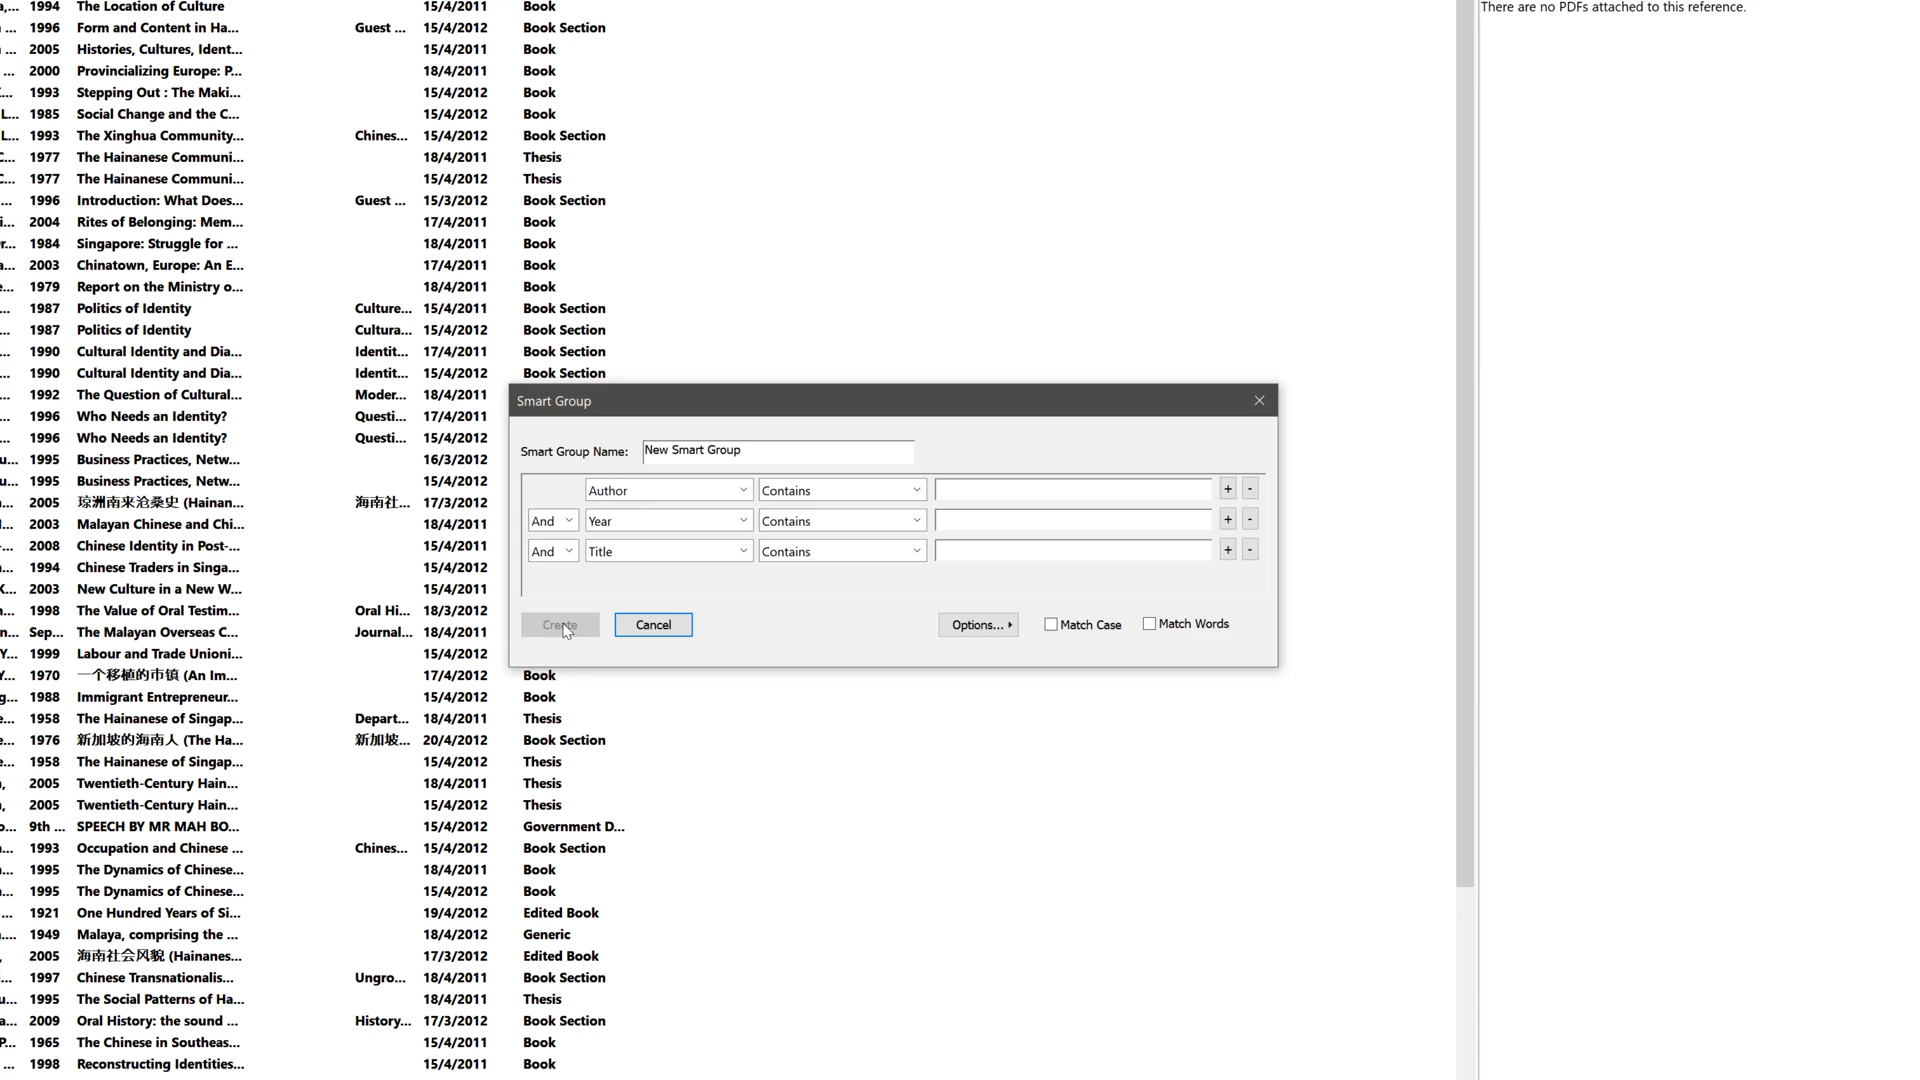 1994 The Location of Culture 15/4/2011 Book
1996 Form and Content in Ha... Guest ... 15/4/2012 Book Section
2005 Histories, Cultures, Ident... 15/4/2011 Book
2000 Provincializing Europe: P... 18/4/2011 Book
1993 Stepping Out : The Maki... 15/4/2012 Book
L... 1985 Social Change and the C... 15/4/2012 Book
L... 1993 The Xinghua Community... Chines... 15/4/2012 Book Section
1977 The Hainanese Communi... 18/4/2011 Thesis
1977 The Hainanese Communi... 15/4/2012 Thesis
1996 Introduction: What Does... Guest ... 15/3/2012 Book Section
2004 Rites of Belonging: Mem... 17/4/2011 Book
1984 Singapore: Struggle for ... 18/4/2011 Book
2003 Chinatown, Europe: An E... 17/4/2011 Book
1979 Report on the Ministry o... 18/4/2011 Book
1987 Politics of Identity Culture... 15/4/2011 Book Section
1987 Politics of Identity Cultura... 15/4/2012 Book Section
1990 Cultural Identity and Dia... Identit... 17/4/2011 Book Section
1990 Cultural Identity and Dia... Identit... 15/4/2012 Book Section
1992 The Question of Cultural... Moder... 18/4/2011
1996 Who Needs an Identity? Questi... 17/4/2011
1996 Who Needs an Identity? Questi... 15/4/2012
1995 Business Practices, Netw... 16/3/2012
1995 Business Practices, Netw... 15/4/2012
2005 琼洲南来沧桑史 (Hainan... 海南社... 17/3/2012
2003 Malayan Chinese and Chi... 18/4/2011
2008 Chinese Identity in Post-... 15/4/2011
1994 Chinese Traders in Singa... 15/4/2012
2003 New Culture in a New W... 15/4/2011
1998 The Value of Oral Testim... Oral Hi... 18/3/2012
Sep... The Malayan Overseas C... Journal... 18/4/2011
1999 Labour and Trade Unioni... 15/4/2012
1970 一个移植的市镇 (An Im... 17/4/2012 Book
1988 Immigrant Entrepreneur... 15/4/2012 Book
1958 The Hainanese of Singap... Depart... 18/4/2011 Thesis
1976 新加坡的海南人 (The Ha... 新加坡... 20/4/2012 Book Section
1958 The Hainanese of Singap... 15/4/2012 Thesis
2005 Twentieth-Century Hain... 18/4/2011 Thesis
2005 Twentieth-Century Hain... 15/4/2012 Thesis
9th ... SPEECH BY MR MAH BO... 15/4/2012 Government D...
1993 Occupation and Chinese ... Chines... 15/4/2012 Book Section
1995 The Dynamics of Chinese... 18/4/2011 Book
1995 The Dynamics of Chinese... 15/4/2012 Book
1921 One Hundred Years of Si... 19/4/2012 Edited Book
1949 Malaya, comprising the ... 18/4/2012 Generic
2005 海南社会风貌 (Hainanes... 17/3/2012 Edited Book
1997 Chinese Transnationalis... Ungro... 18/4/2011 Book Section
1995 The Social Patterns of Ha... 18/4/2011 Thesis
2009 Oral History: the sound ... History... 17/3/2012 Book Section
1965 The Chinese in Southeas... 15/4/2011 Book
1998 Reconstructing Identities... 15/4/2011 Book
Smart Group
Smart Group Name: New Smart Group
Author Contains + -
And Year Contains + -
And Title Contains + -
Create Cancel Options... Match Case Match Words
There are no PDFs attached to this reference.